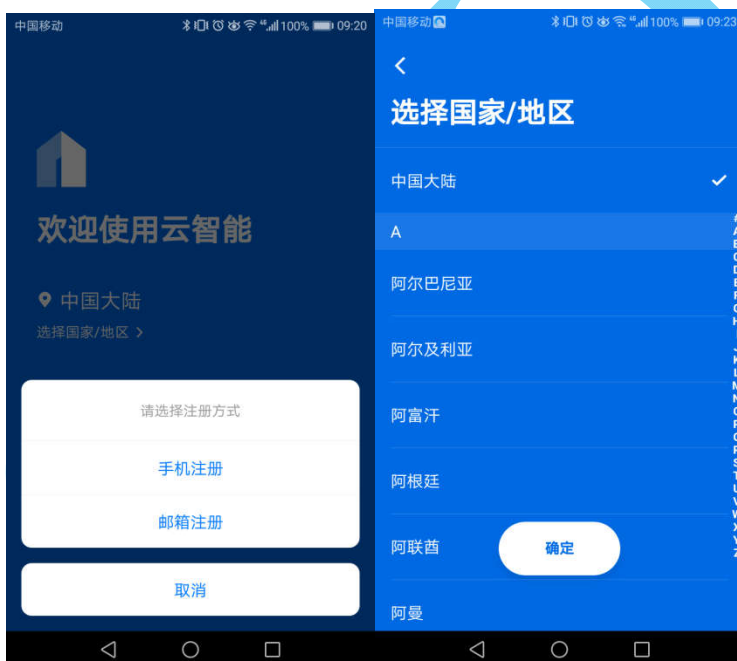 中国移动
100% 09:20
欢迎使用云智能
中国大陆
选择国家/地区 >
请选择注册方式
手机注册
邮箱注册
取消
中国移动
100% 09:23
选择国家/地区
中国大陆
A
阿尔巴尼亚
阿尔及利亚
阿富汗
阿根廷
阿联酋
确定
阿曼